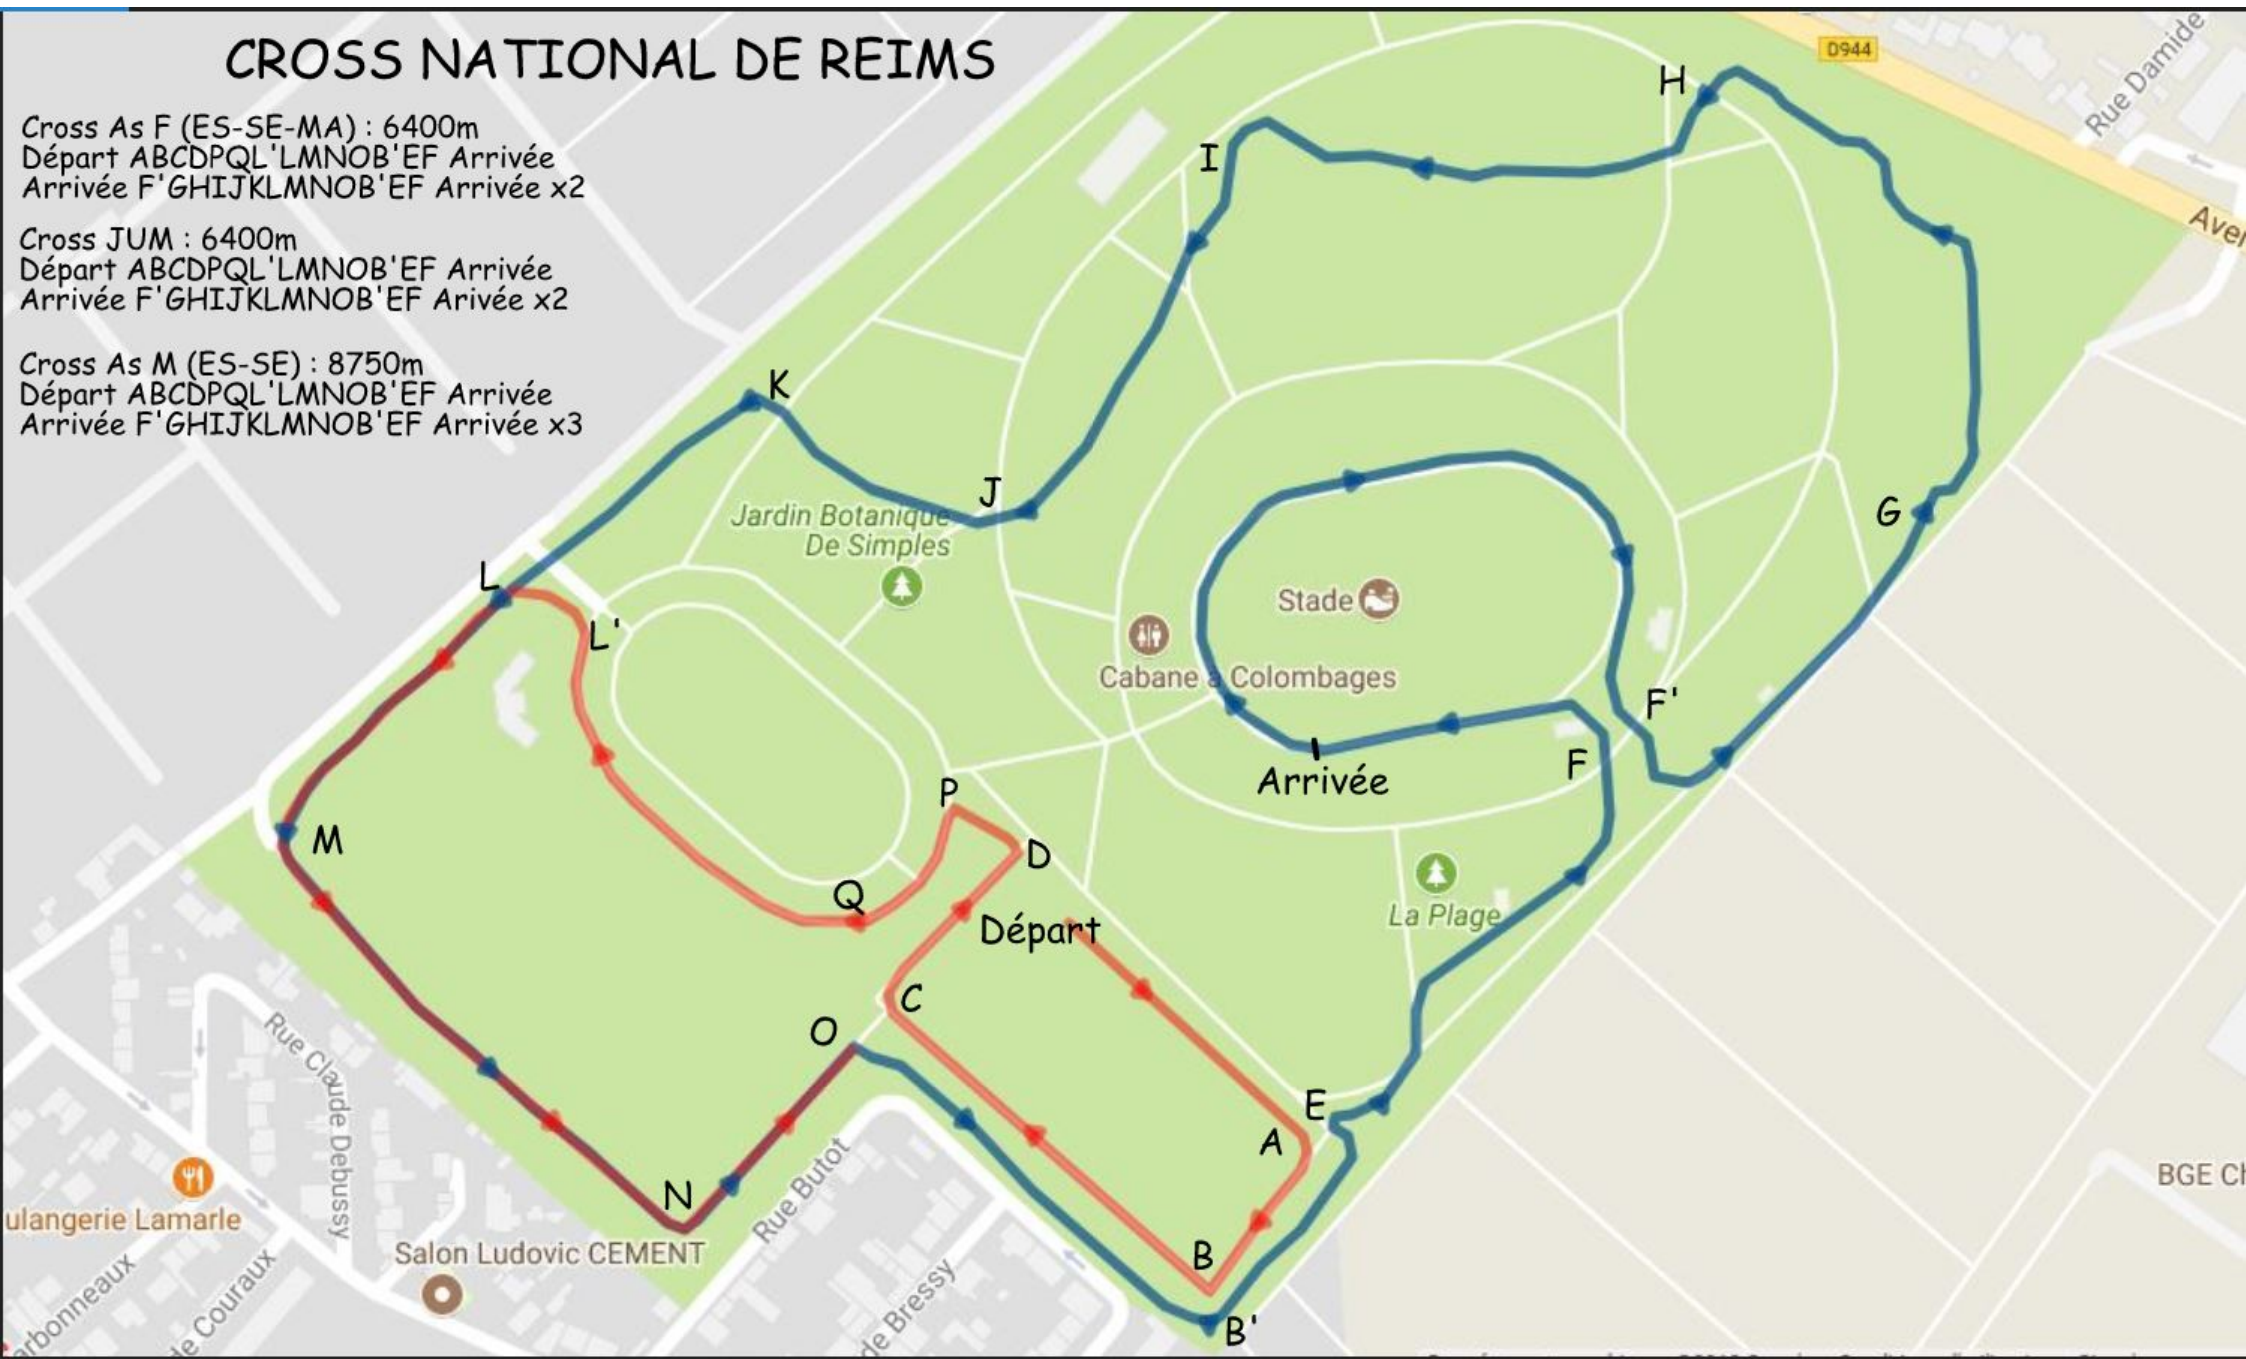 CROSS NATIONAL DE REIMS
Cross As F (ES-SE-MA) : 6400m
Départ ABCDPQL'LMNOB'EF Arrivée
Arrivée F'GHIJKLMNOB'EF Arrivée x2
Cross JUM : 6400m
Départ ABCDPQL'LMNOB'EF Arrivée
Arrivée F'GHIJKLMNOB'EF Arivée x2
Cross As M (ES-SE) : 8750m
Départ ABCDPQL'LMNOB'EF Arrivée
Arrivée F'GHIJKLMNOB'EF Arrivée x3
D944
Rue Damide
Aver
H
I
K
J
G
Jardin Botanique
De Simples
L
L'
Stade
Cabane à Colombages
F'
F
Arrivée
P
D
M
Q
La Plage
Départ
C
O
E
A
Rue Claude Debussy
Rue Butot
N
B
B'
BGE Ch
ulangerie Lamarle
Salon Ludovic CEMENT
arbonneaux
de Couraux
de Bressy